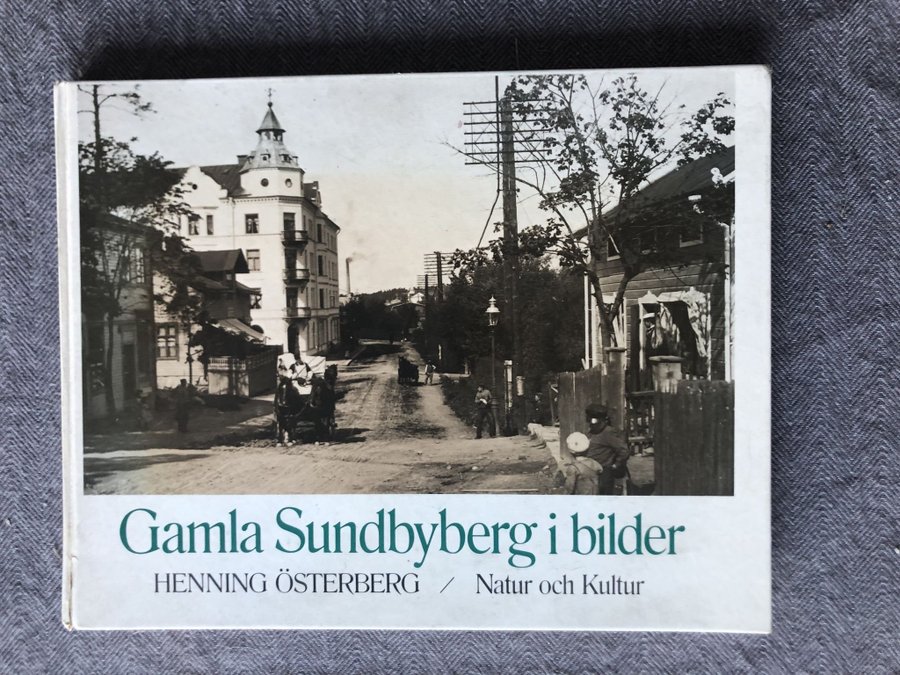 Gamla Sundbyberg i bilder
HENNING ÖSTERBERG / Natur och Kultur